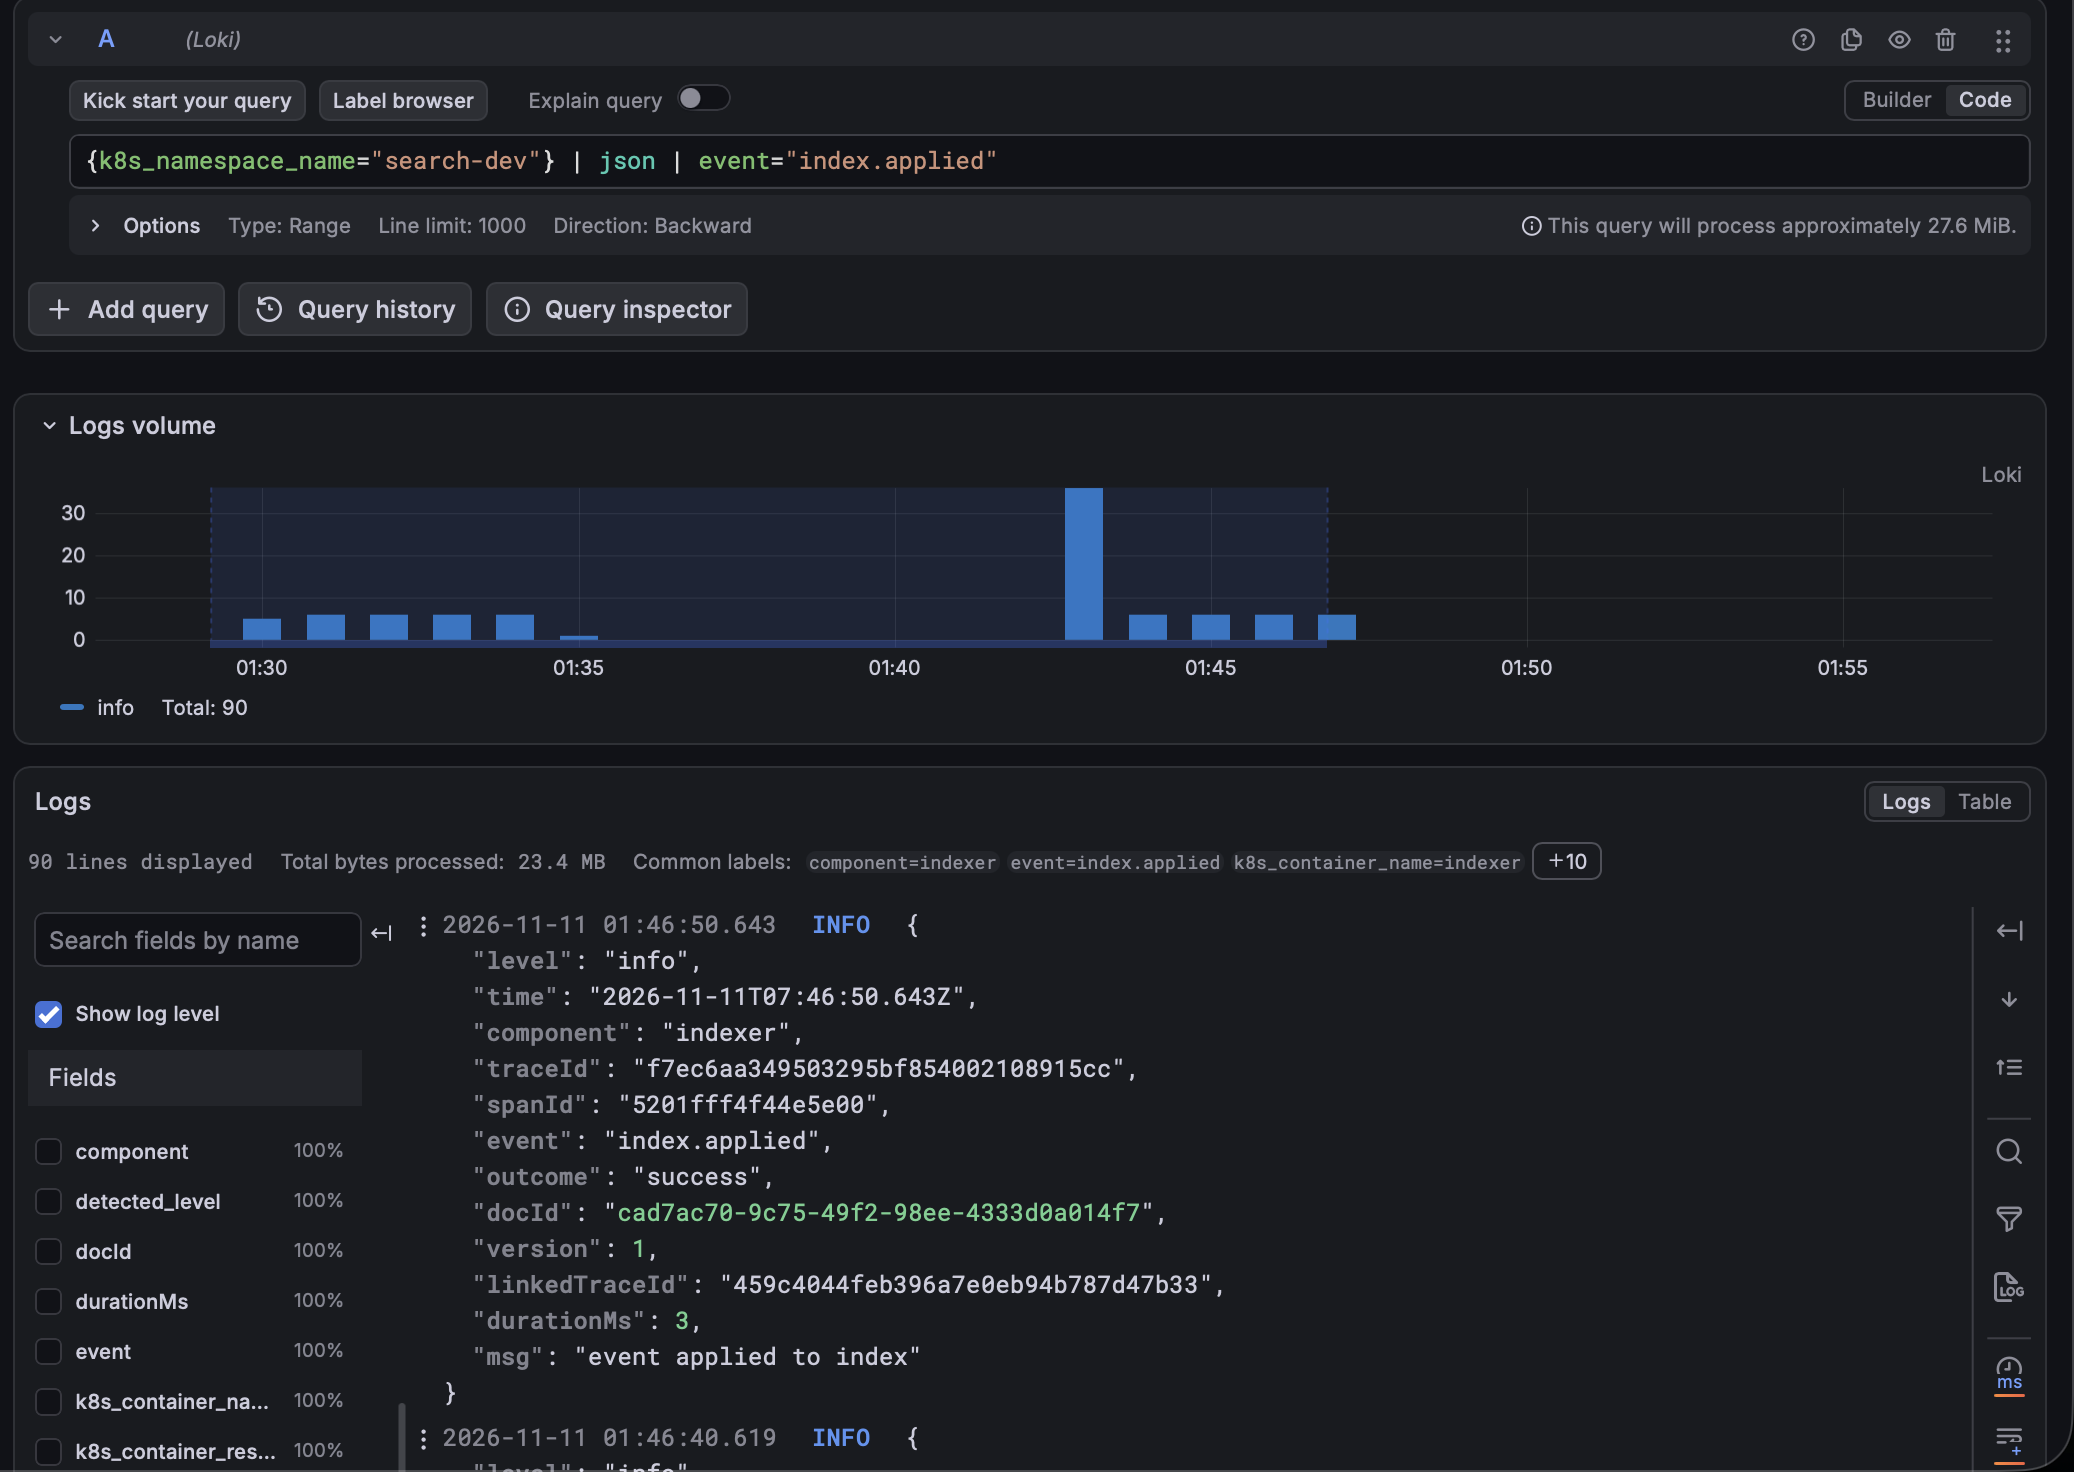 A (Loki)
Kick start your query Label browser Explain query Builder Code
{k8s_namespace_name="search-dev"} | json | event="index.applied"
Options Type: Range Line limit: 1000 Direction: Backward This query will process approximately 27.6 MiB.
+ Add query Query history Query inspector
Logs volume
Loki
30
20
10
0
01:30 01:35 01:40 01:45 01:50 01:55
info Total: 90
Logs Logs Table
90 lines displayed Total bytes processed: 23.4 MB Common labels: component=indexer event=index.applied k8s_container_name=indexer +10
Search fields by name
Show log level
Fields
component 100%
detected_level 100%
docId 100%
durationMs 100%
event 100%
k8s_container_na... 100%
k8s_container_res... 100%
2026-11-11 01:46:50.643 INFO {
"level": "info",
"time": "2026-11-11T07:46:50.643Z",
"component": "indexer",
"traceId": "f7ec6aa349503295bf854002108915cc",
"spanId": "5201fff4f44e5e00",
"event": "index.applied",
"outcome": "success",
"docId": "cad7ac70-9c75-49f2-98ee-4333d0a014f7",
"version": 1,
"linkedTraceId": "459c4044feb396a7e0eb94b787d47b33",
"durationMs": 3,
"msg": "event applied to index"
}
2026-11-11 01:46:40.619 INFO {
"level": "info"
LOG
ms